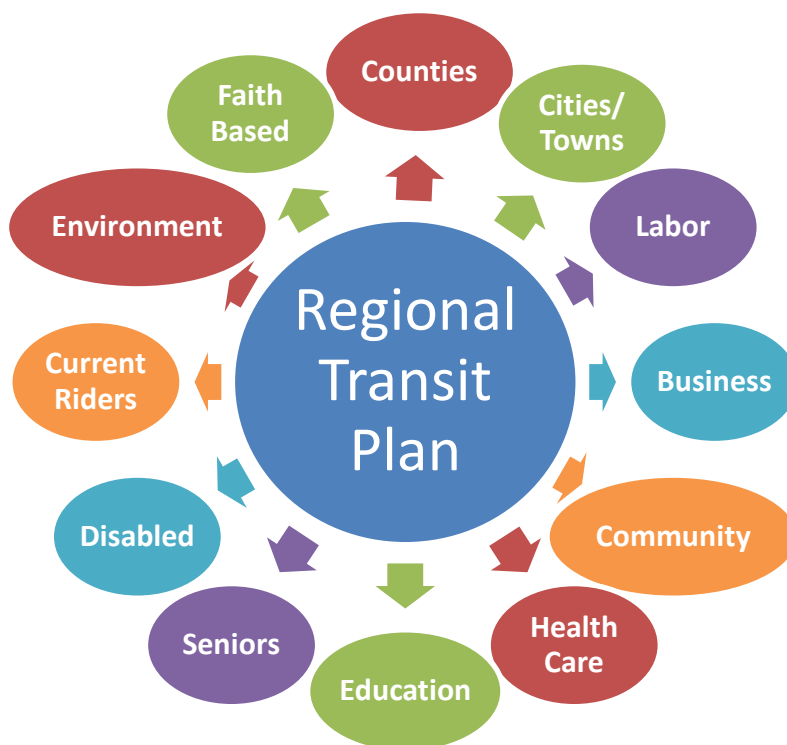 Regional
Transit
Plan
Counties
Cities/
Towns
Labor
Business
Community
Health
Care
Education
Seniors
Disabled
Current
Riders
Environment
Faith
Based